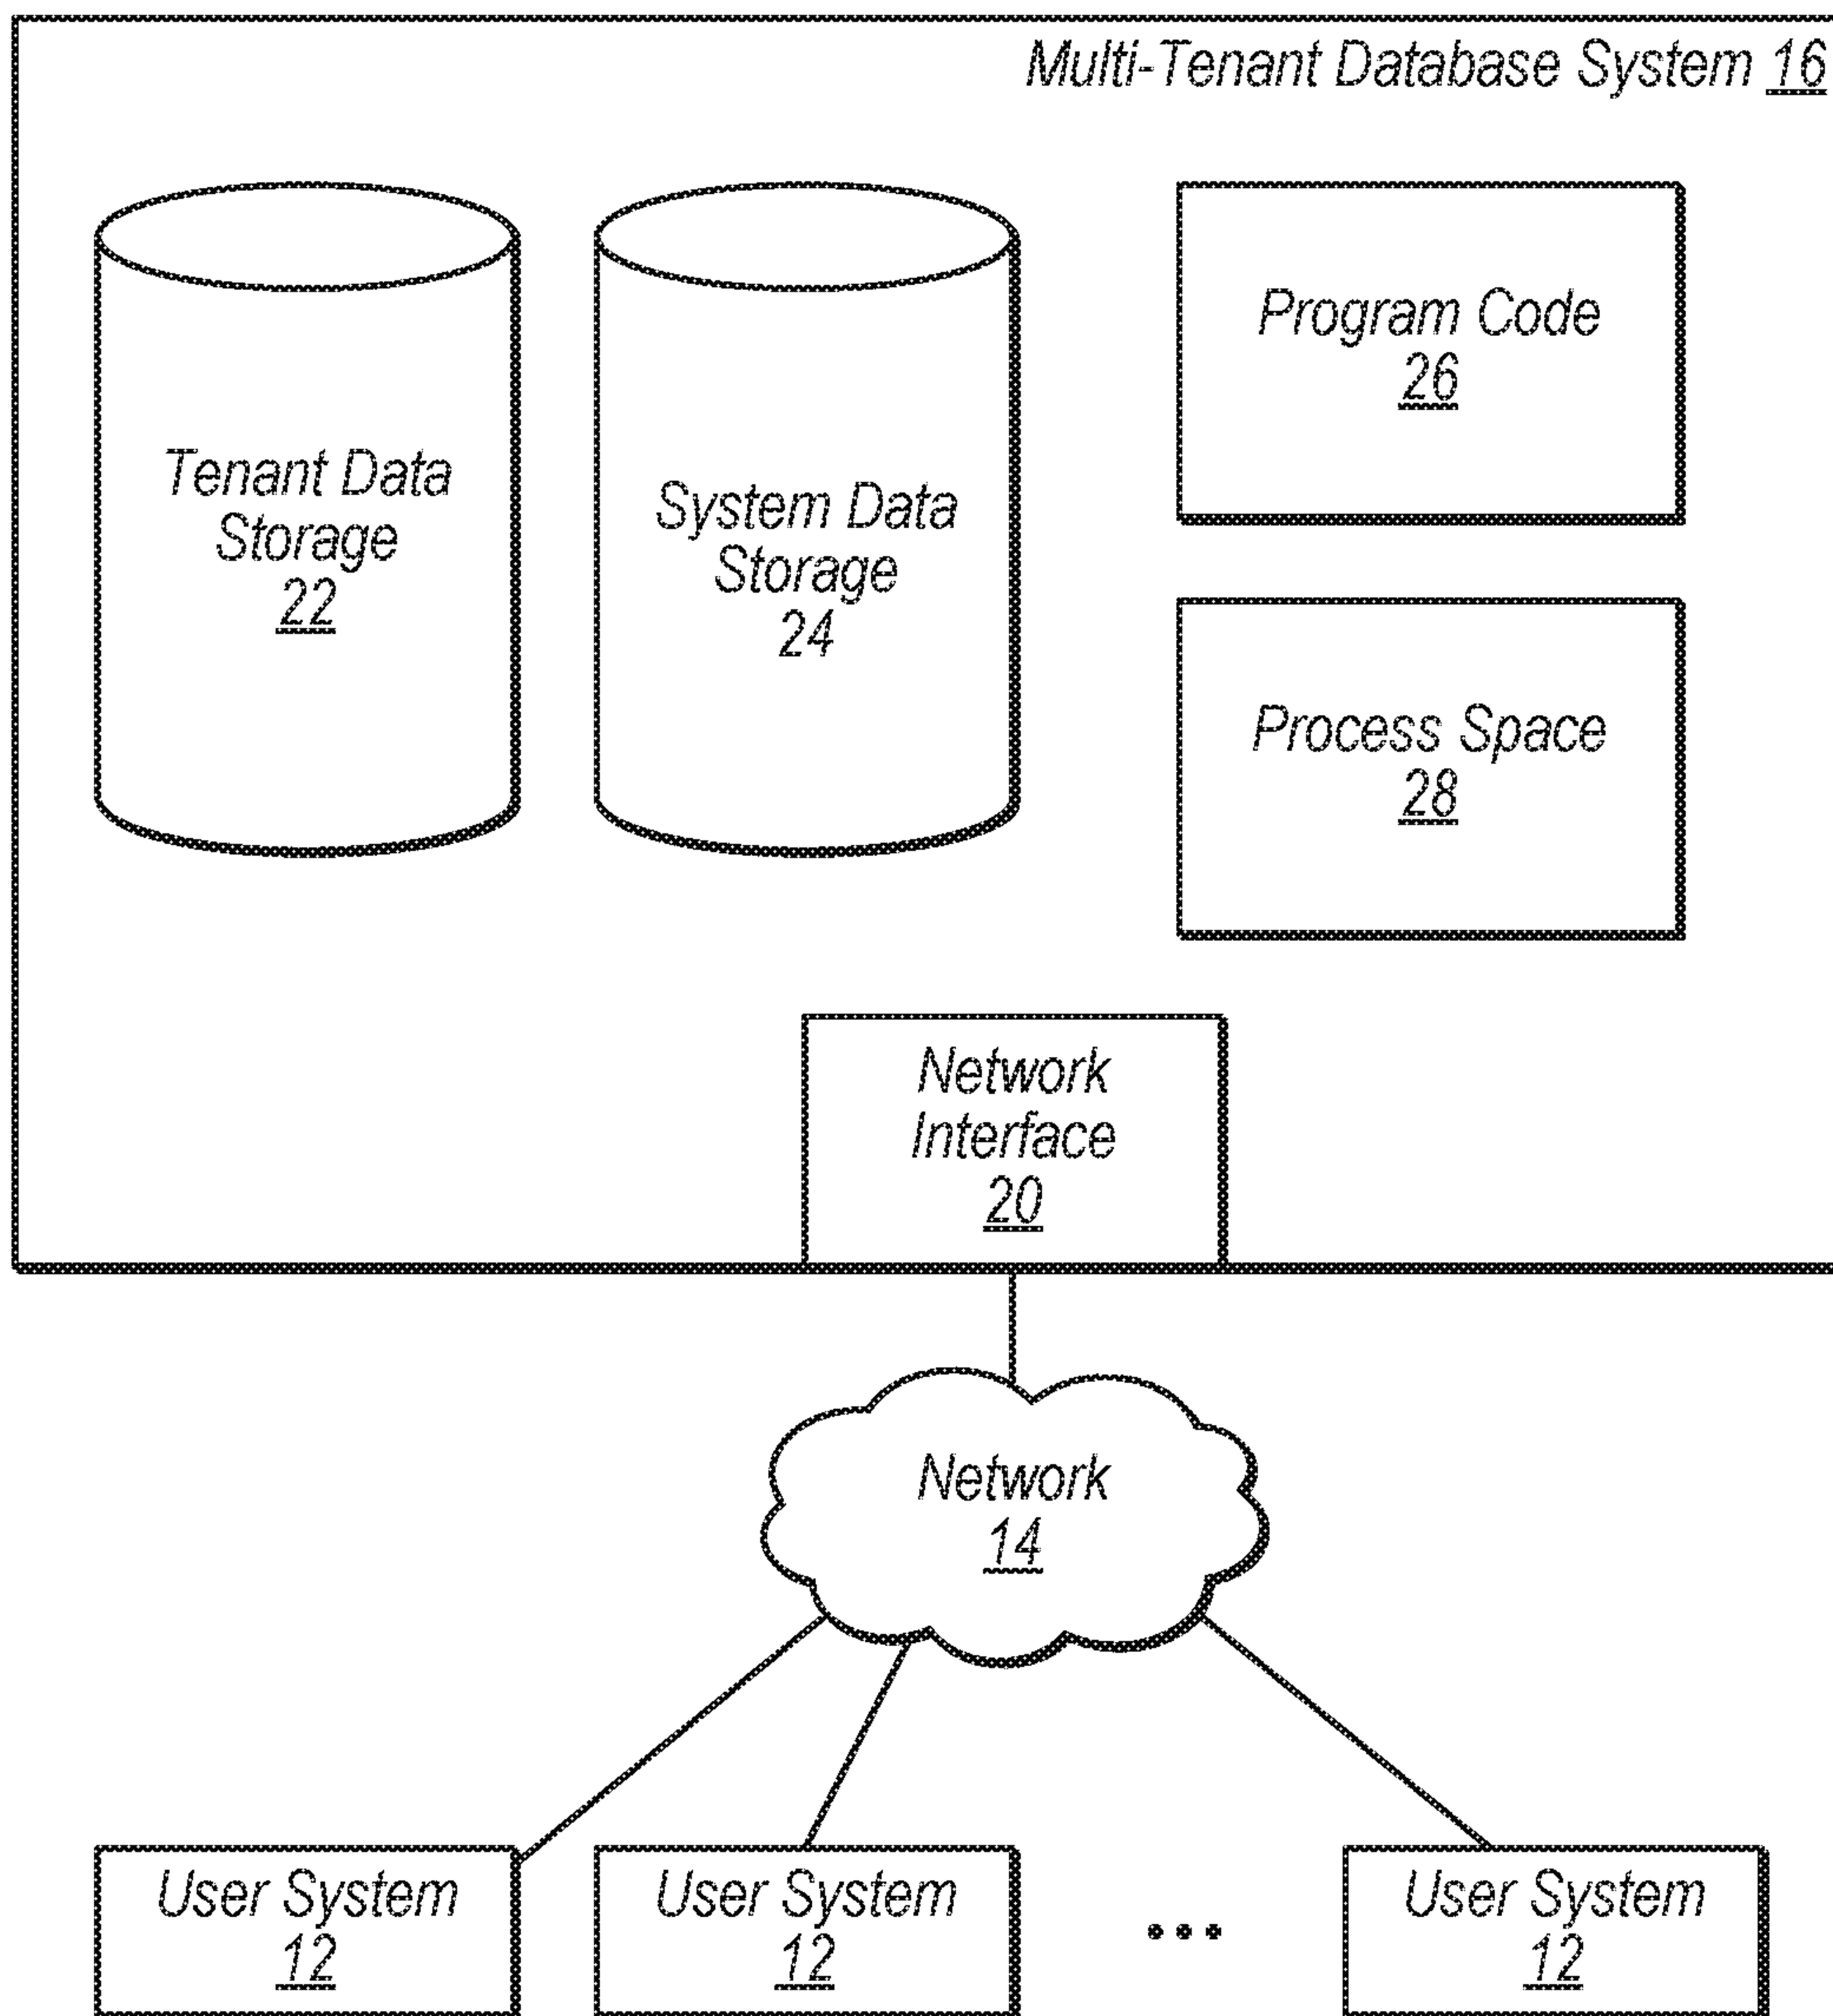 Multi-Tenant Database System 16
Tenant Data
Storage
22
System Data
Storage
24
Program Code
26
Process Space
28
Network
Interface
20
Network
14
User System
12
User System
12
...
User System
12